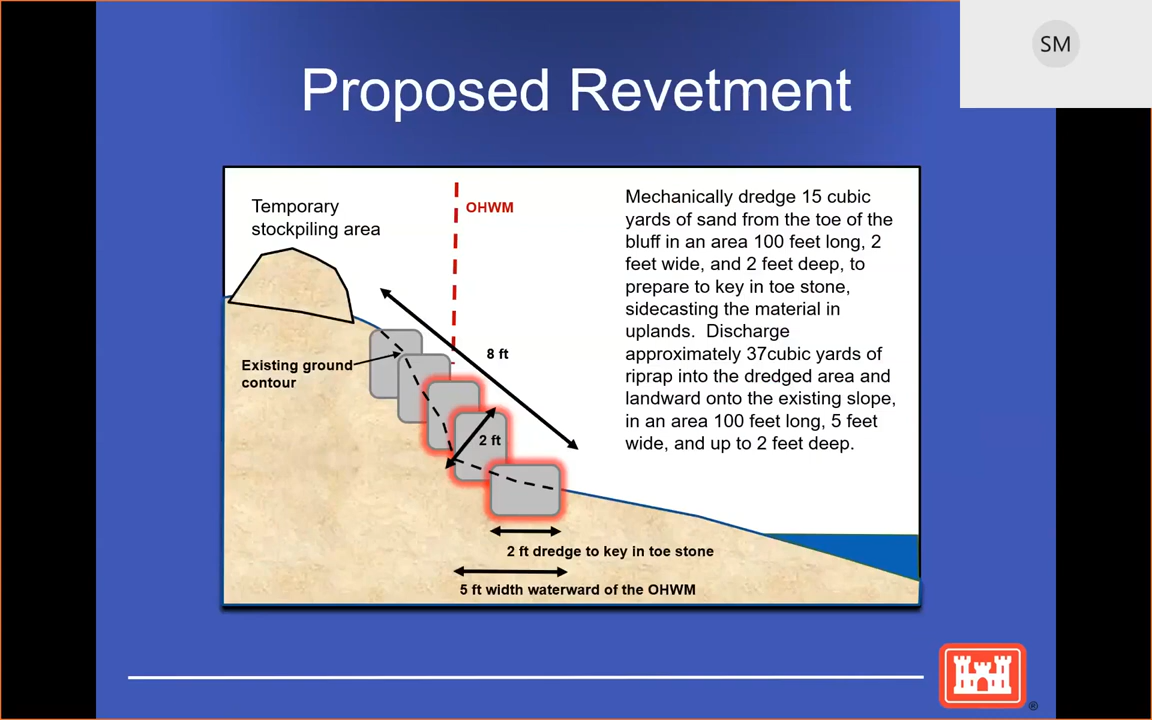 SM
Proposed Revetment
Temporary
stockpiling area
OHWM
Mechanically dredge 15 cubic
yards of sand from the toe of the
bluff in an area 100 feet long, 2
feet wide, and 2 feet deep, to
prepare to key in toe stone,
sidecasting the material in
uplands.  Discharge
approximately 37cubic yards of
riprap into the dredged area and
landward onto the existing slope,
in an area 100 feet long, 5 feet
wide, and up to 2 feet deep.
8 ft
Existing ground
contour
2 ft
2 ft dredge to key in toe stone
5 ft width waterward of the OHWM
®